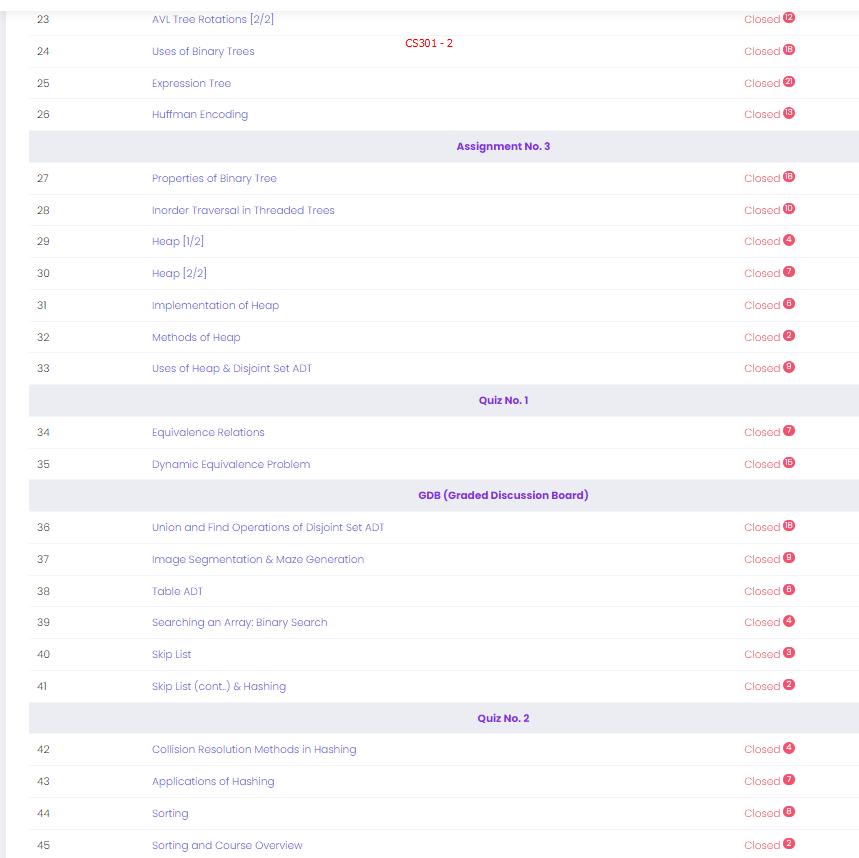 23 AVL Tree Rotations [2/2] Closed 12
CS301 - 2
24 Uses of Binary Trees Closed 18
25 Expression Tree Closed 21
26 Huffman Encoding Closed 13
Assignment No. 3
27 Properties of Binary Tree Closed 18
28 Inorder Traversal in Threaded Trees Closed 10
29 Heap [1/2] Closed 4
30 Heap [2/2] Closed 7
31 Implementation of Heap Closed 6
32 Methods of Heap Closed 2
33 Uses of Heap & Disjoint Set ADT Closed 9
Quiz No. 1
34 Equivalence Relations Closed 7
35 Dynamic Equivalence Problem Closed 15
GDB (Graded Discussion Board)
36 Union and Find Operations of Disjoint Set ADT Closed 18
37 Image Segmentation & Maze Generation Closed 9
38 Table ADT Closed 6
39 Searching an Array: Binary Search Closed 4
40 Skip List Closed 3
41 Skip List (cont..) & Hashing Closed 2
Quiz No. 2
42 Collision Resolution Methods in Hashing Closed 4
43 Applications of Hashing Closed 7
44 Sorting Closed 8
45 Sorting and Course Overview Closed 2